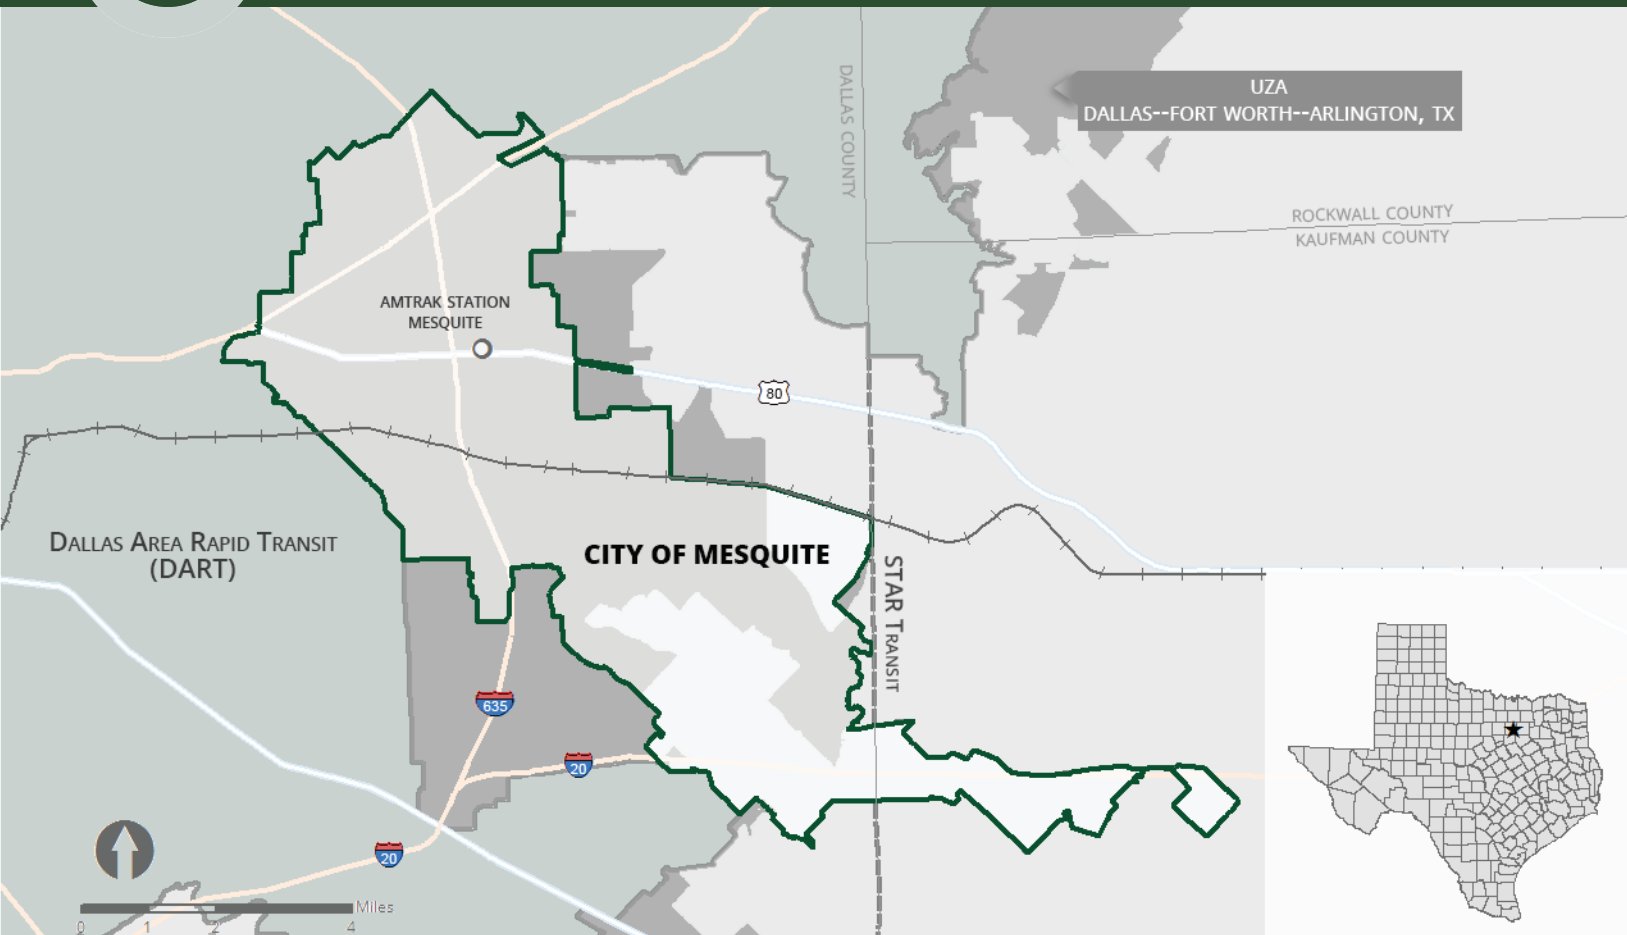 DALLAS COUNTY
UZA
DALLAS--FORT WORTH--ARLINGTON, TX
ROCKWALL COUNTY
KAUFMAN COUNTY
AMTRAK STATION
MESQUITE
80
DALLAS AREA RAPID TRANSIT
(DART)
CITY OF MESQUITE
STAR TRANSIT
635
20
20
Miles
0 1 2 4